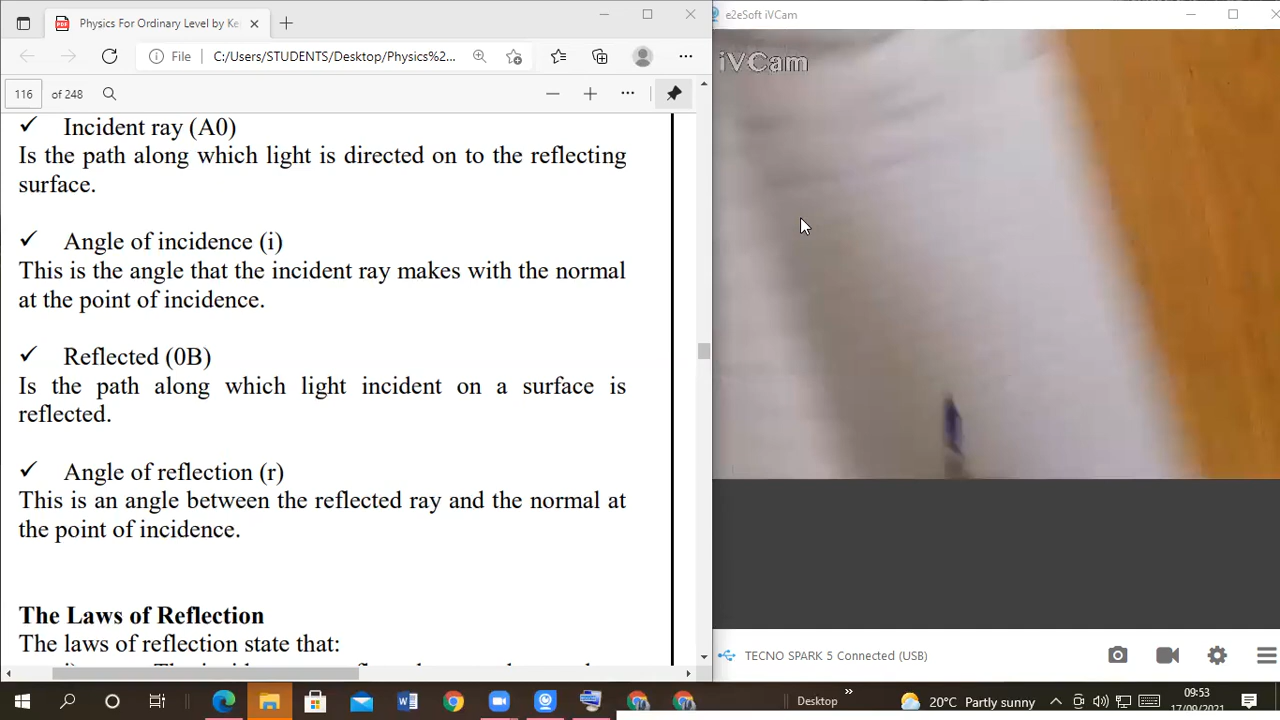 Physics For Ordinary Level by Ke
e2eSoft iVCam
File
C:/Users/STUDENTS/Desktop/Physics%2...
116
of 248
iVCam
✓ Incident ray (A0)
Is the path along which light is directed on to the reflecting
surface.
✓ Angle of incidence (i)
This is the angle that the incident ray makes with the normal
at the point of incidence.
✓ Reflected (0B)
Is the path along which light incident on a surface is
reflected.
✓ Angle of reflection (r)
This is an angle between the reflected ray and the normal at
the point of incidence.
The Laws of Reflection
The laws of reflection state that:
TECNO SPARK 5 Connected (USB)
Desktop
20°C Partly sunny
09:53
17/09/2021